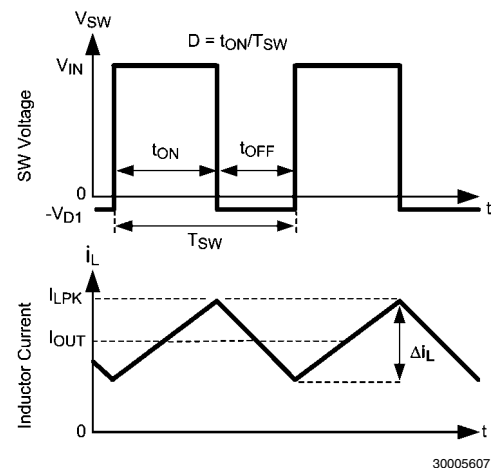 VSW
D = tON/TSW
VIN
SW Voltage
tON
tOFF
0
-VD1
t
TSW
iL
ILPK
IOUT
ΔiL
Inductor Current
0
t
30005607